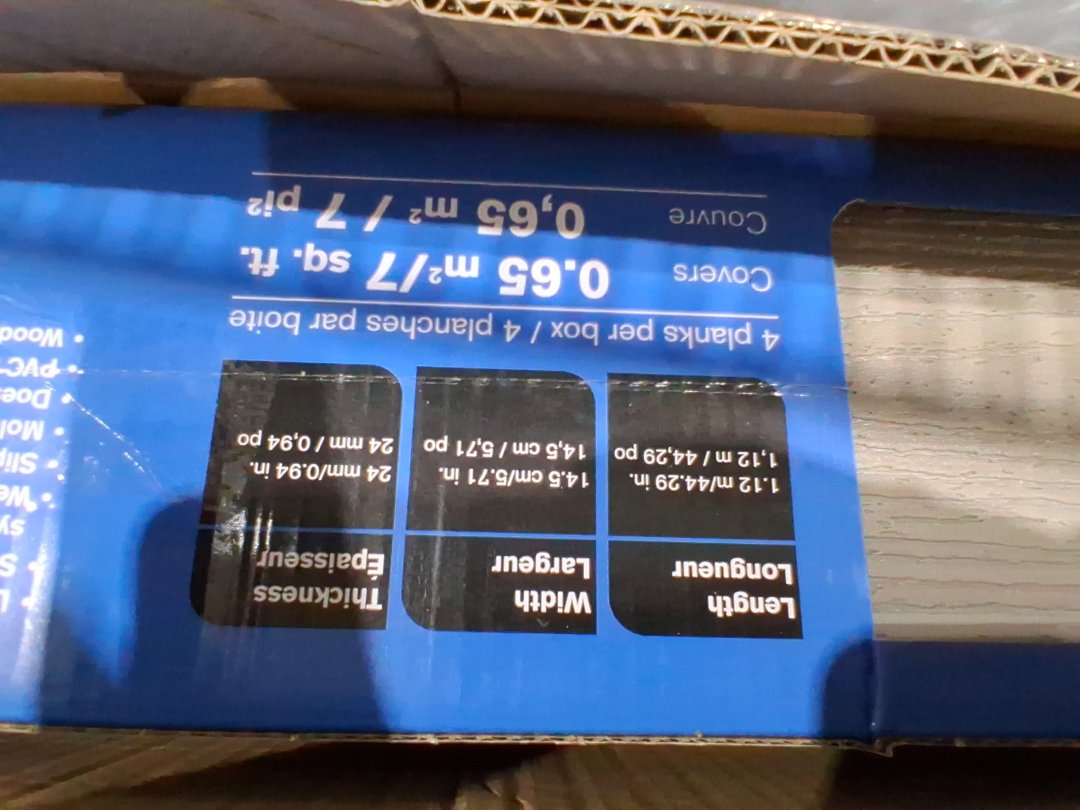 Length
Longueur
1.12 m/44.29 in.
1,12 m / 44,29 po
Width
Largeur
14.5 cm/5.71 in.
14,5 cm / 5,71 po
Thickness
Épaisseur
24 mm/0.94 in.
24 mm / 0,94 po
4 planks per box / 4 planches par boite
Covers 0.65 m²/7 sq. ft.
Couvre 0,65 m² / 7 pi²
• Wood